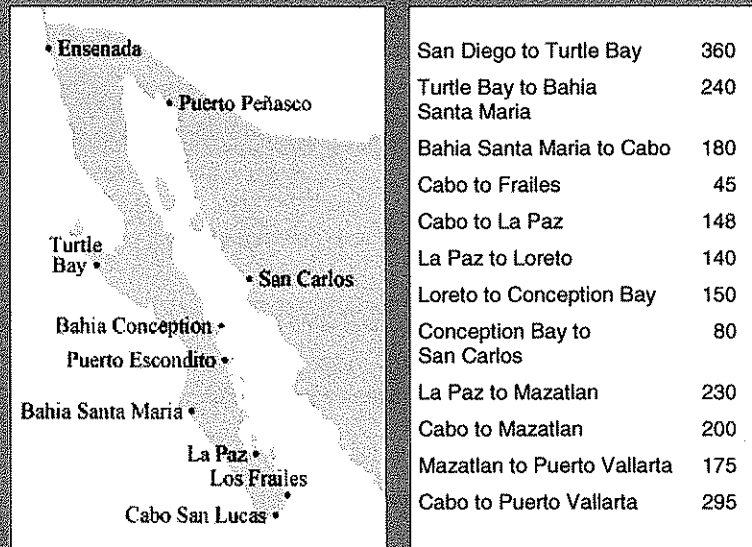 Ensenada
Puerto Peñasco
Turtle
Bay
San Carlos
Bahia Conception
Puerto Escondito
Bahia Santa Maria
La Paz
Los Frailes
Cabo San Lucas
San Diego to Turtle Bay 360
Turtle Bay to Bahia 240
Santa Maria
Bahia Santa Maria to Cabo 180
Cabo to Frailes 45
Cabo to La Paz 148
La Paz to Loreto 140
Loreto to Conception Bay 150
Conception Bay to 80
San Carlos
La Paz to Mazatlan 230
Cabo to Mazatlan 200
Mazatlan to Puerto Vallarta 175
Cabo to Puerto Vallarta 295